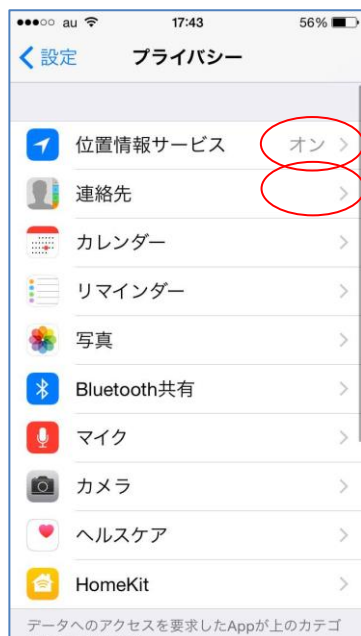 au 17:43 56%
設定 プライバシー
位置情報サービス オン
連絡先
カレンダー
リマインダー
写真
Bluetooth共有
マイク
カメラ
ヘルスケア
HomeKit
データへのアクセスを要求したAppが上のカテゴ